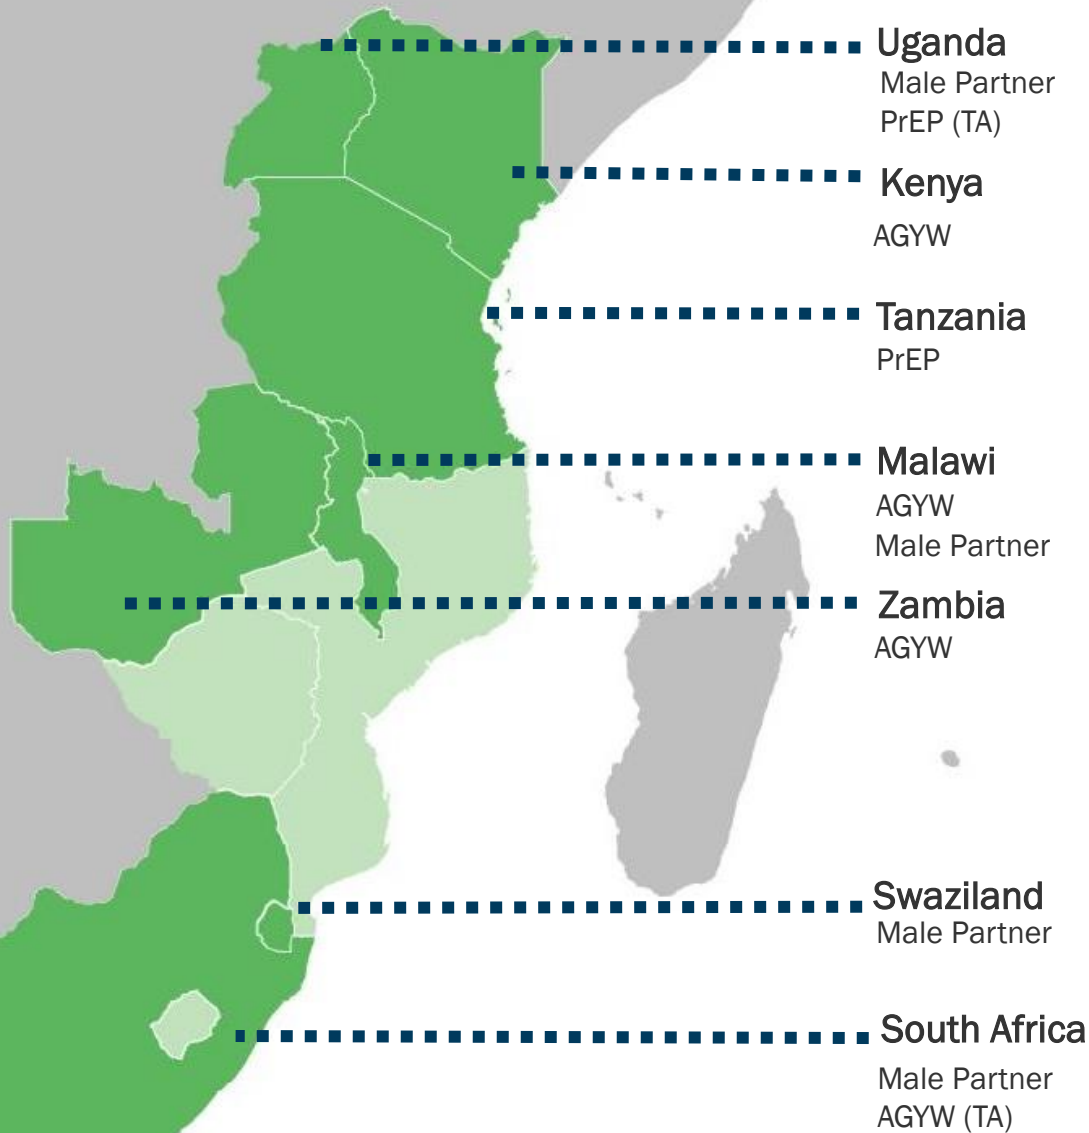 Uganda
Male Partner
PrEP (TA)
Kenya
AGYW
Tanzania
PrEP
Malawi
AGYW
Male Partner
Zambia
AGYW
Swaziland
Male Partner
South Africa
Male Partner
AGYW (TA)